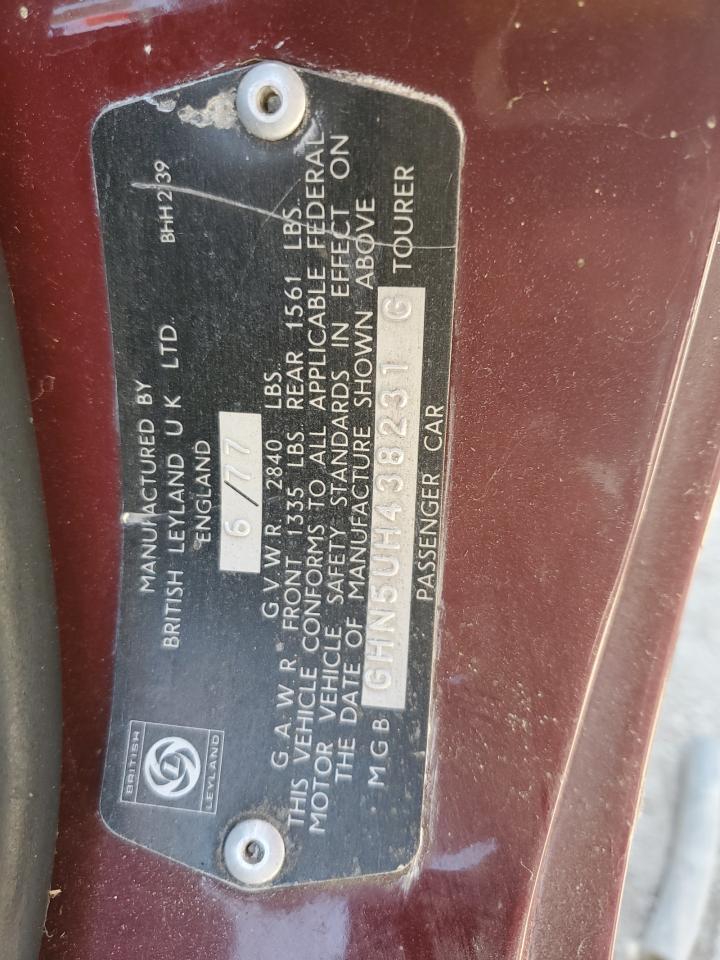 BRITISH
LEYLAND
MANUFACTURED BY
BRITISH LEYLAND U K LTD.
ENGLAND
6/77
G.V.W.R. 2840 LBS.
G.A.W.R. FRONT 1335 LBS REAR 1561 LBS.
THIS VEHICLE CONFORMS TO ALL APPLICABLE FEDERAL
MOTOR VEHICLE SAFETY STANDARDS IN EFFECT ON
THE DATE OF MANUFACTURE SHOWN ABOVE
M.G.B. GHN5UH438231 G TOURER
PASSENGER CAR